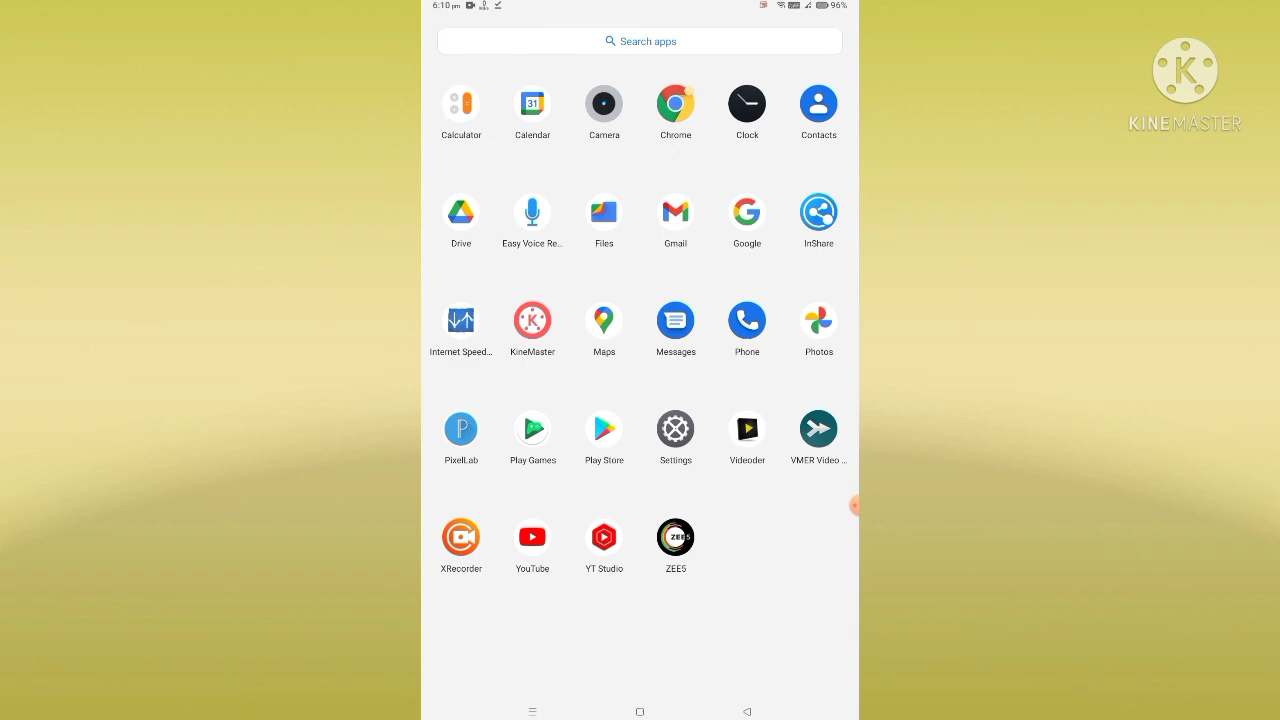 6:10 pm
96%
Search apps
Calculator Calendar Camera Chrome Clock Contacts
Drive Easy Voice Re... Files Gmail Google InShare
Internet Speed... KineMaster Maps Messages Phone Photos
PixelLab Play Games Play Store Settings Videoder VMER Video ...
XRecorder YouTube YT Studio ZEE5
31
K
K
P
ZEE5
KINEMASTER